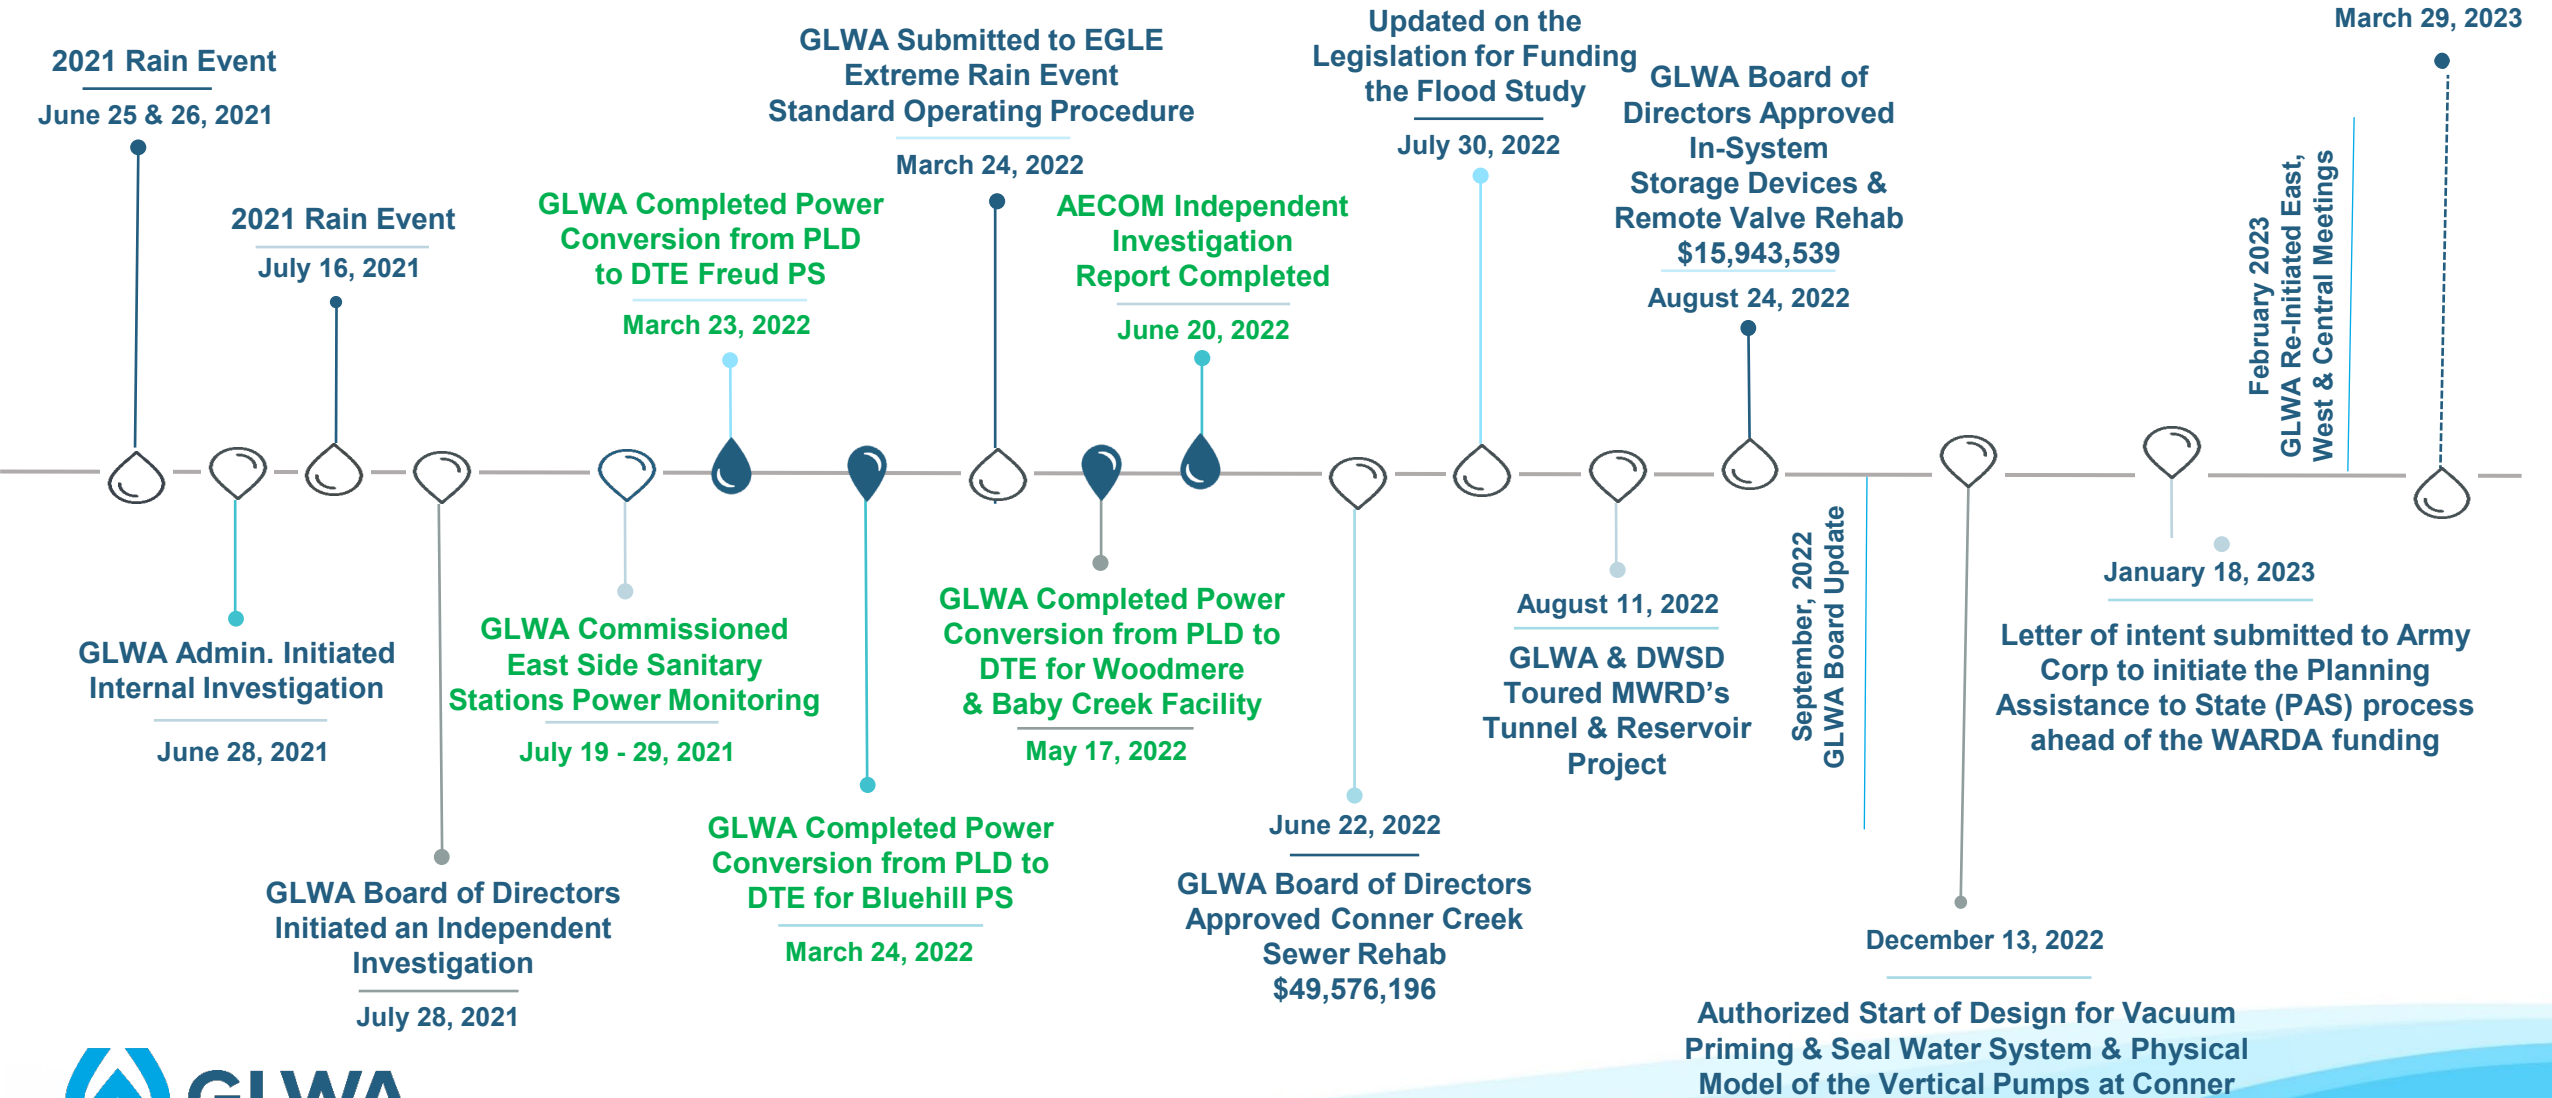 2021 Rain Event
June 25 & 26, 2021
GLWA Admin. Initiated
Internal Investigation
June 28, 2021
2021 Rain Event
July 16, 2021
GLWA Board of Directors
Initiated an Independent
Investigation
July 28, 2021
GLWA Commissioned
East Side Sanitary
Stations Power Monitoring
July 19 - 29, 2021
GLWA Completed Power
Conversion from PLD
to DTE Freud PS
March 23, 2022
GLWA Completed Power
Conversion from PLD to
DTE for Bluehill PS
March 24, 2022
GLWA Submitted to EGLE
Extreme Rain Event
Standard Operating Procedure
March 24, 2022
GLWA Completed Power
Conversion from PLD to
DTE for Woodmere
& Baby Creek Facility
May 17, 2022
AECOM Independent
Investigation
Report Completed
June 20, 2022
June 22, 2022
GLWA Board of Directors
Approved Conner Creek
Sewer Rehab
$49,576,196
Updated on the
Legislation for Funding
the Flood Study
July 30, 2022
August 11, 2022
GLWA & DWSD
Toured MWRD’s
Tunnel & Reservoir
Project
GLWA Board of
Directors Approved
In-System
Storage Devices &
Remote Valve Rehab
$15,943,539
August 24, 2022
September, 2022
GLWA Board Update
December 13, 2022
Authorized Start of Design for Vacuum
Priming & Seal Water System & Physical
Model of the Vertical Pumps at Conner
January 18, 2023
Letter of intent submitted to Army
Corp to initiate the Planning
Assistance to State (PAS) process
ahead of the WARDA funding
February 2023
GLWA Re-Initiated East,
West & Central Meetings
March 29, 2023
GLWA